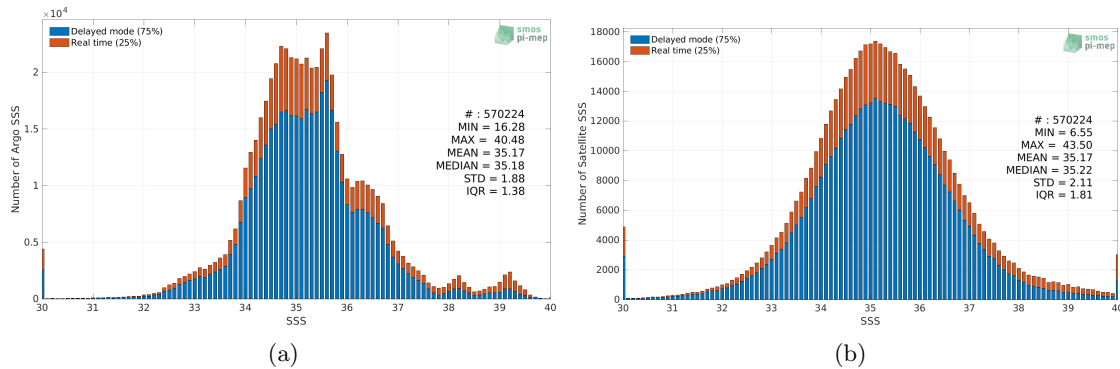 ×10⁴
Delayed mode (75%)
Real time (25%)
smos
pi-mep
2
1.5
1
0.5
0
Number of Argo SSS
# : 570224
MIN = 16.28
MAX = 40.48
MEAN = 35.17
MEDIAN = 35.18
STD = 1.88
IQR = 1.38
30 31 32 33 34 35 36 37 38 39 40
SSS
(a)
18000
16000
14000
12000
10000
8000
6000
4000
2000
0
Delayed mode (75%)
Real time (25%)
smos
pi-mep
Number of Satellite SSS
# : 570224
MIN = 6.55
MAX = 43.50
MEAN = 35.17
MEDIAN = 35.22
STD = 2.11
IQR = 1.81
30 31 32 33 34 35 36 37 38 39 40
SSS
(b)